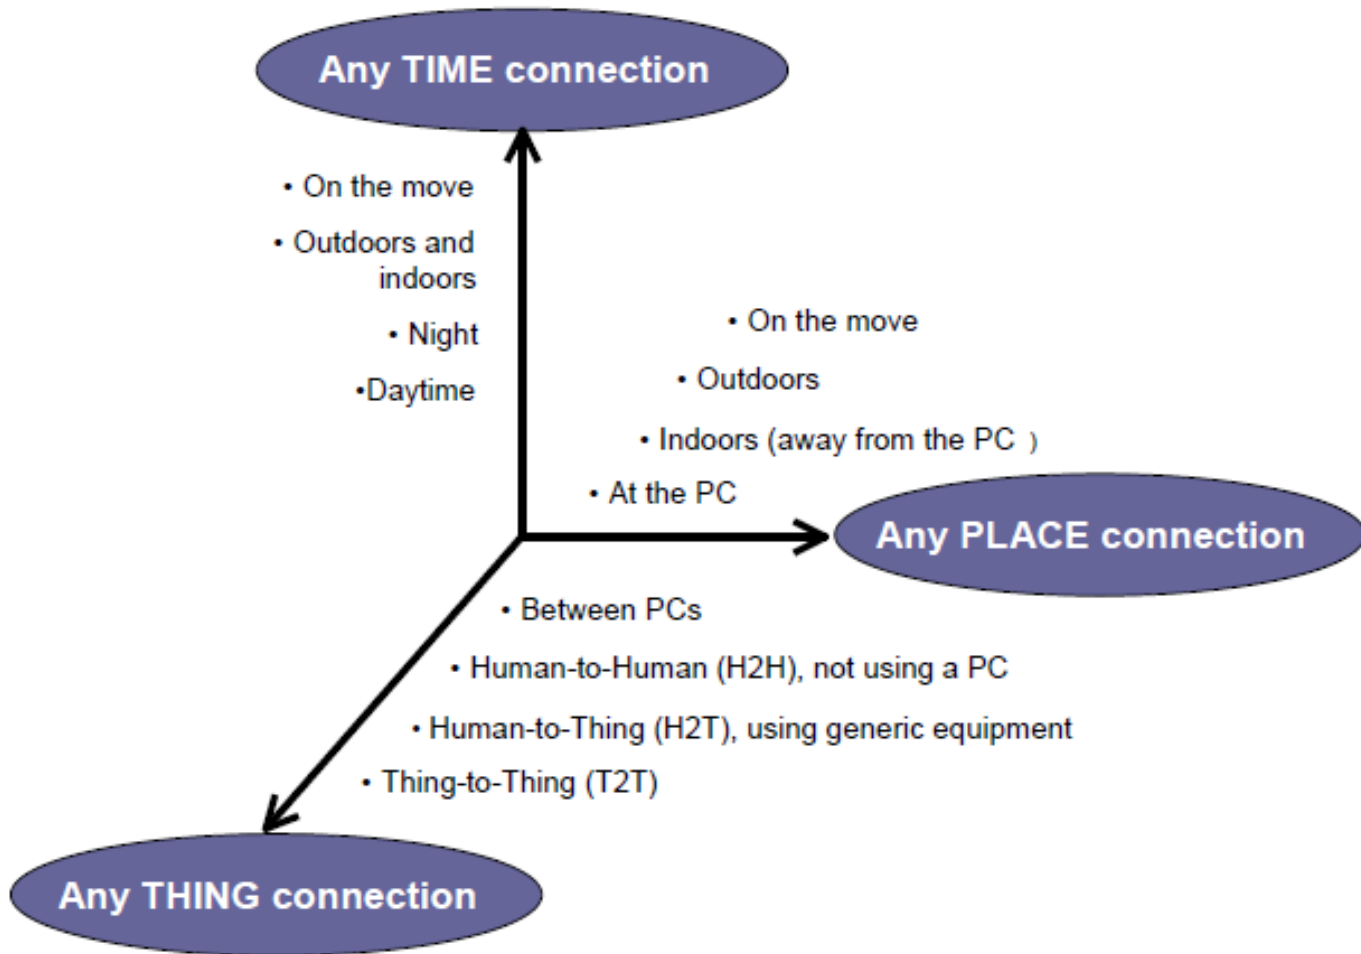 Any TIME connection
• On the move
• Outdoors and
indoors
• Night
•Daytime
• On the move
• Outdoors
• Indoors (away from the PC )
• At the PC
Any PLACE connection
• Between PCs
• Human-to-Human (H2H), not using a PC
• Human-to-Thing (H2T), using generic equipment
• Thing-to-Thing (T2T)
Any THING connection